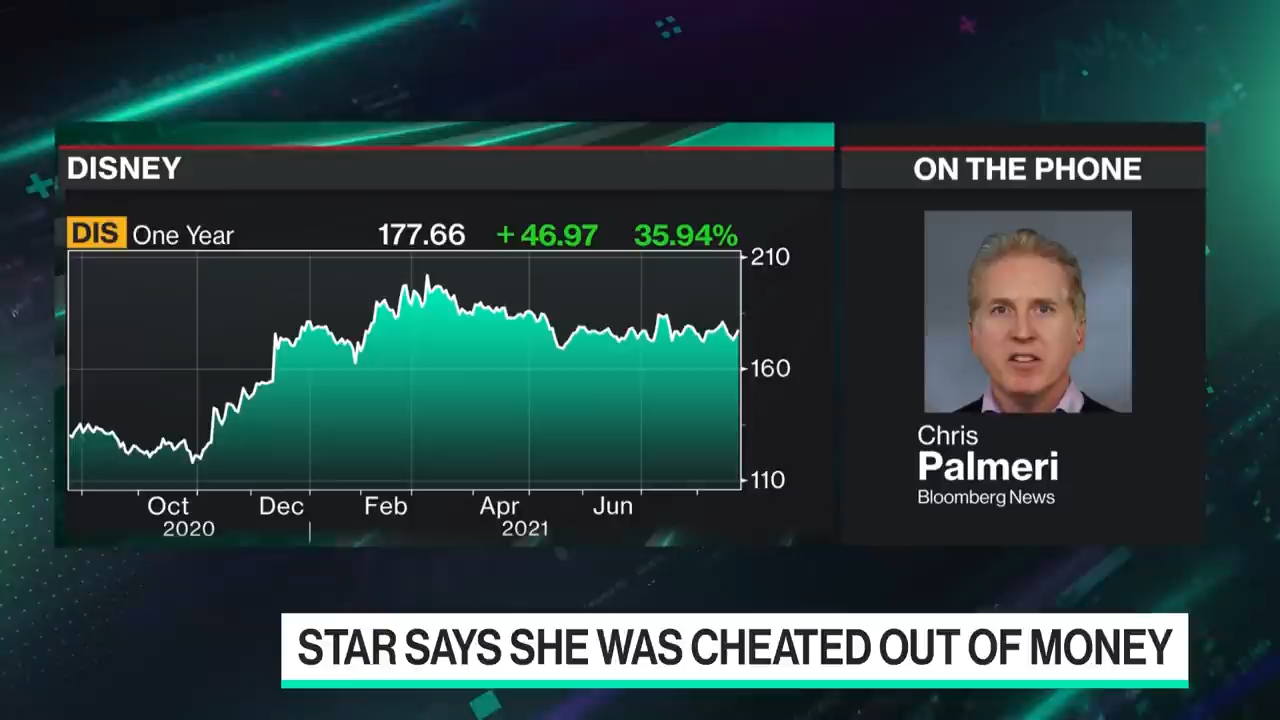 DISNEY
DIS One Year 177.66 + 46.97 35.94%
210
160
110
Oct Dec Feb Apr Jun
2020 2021
ON THE PHONE
Chris
Palmeri
Bloomberg News
STAR SAYS SHE WAS CHEATED OUT OF MONEY